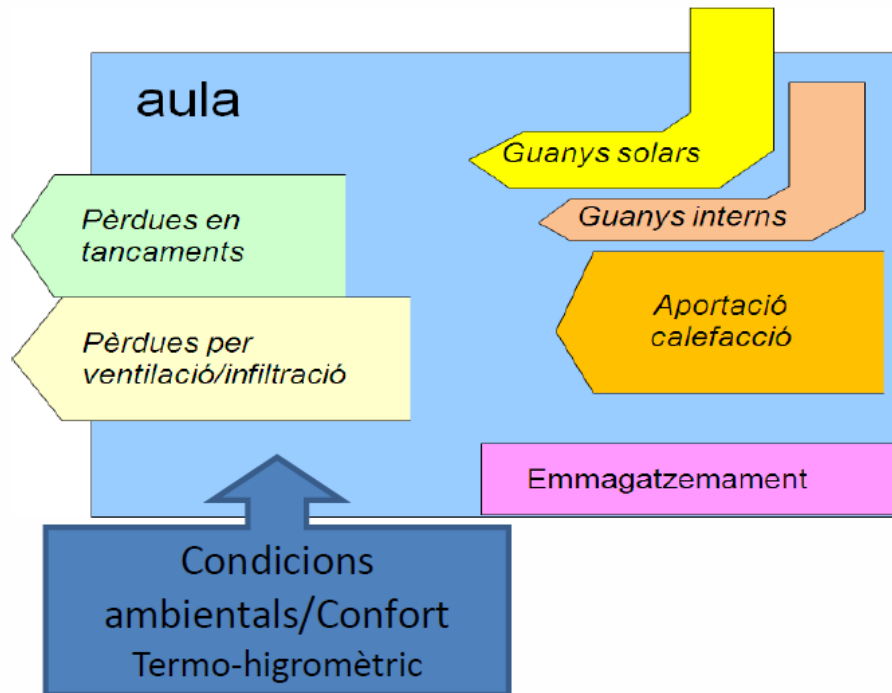 aula
Guanys solars
Guanys interns
Pèrdues en
tancaments
Aportació
calefacció
Pèrdues per
ventilació/infiltració
Emmagatzemament
Condicions
ambientals/Confort
Termo-higromètric